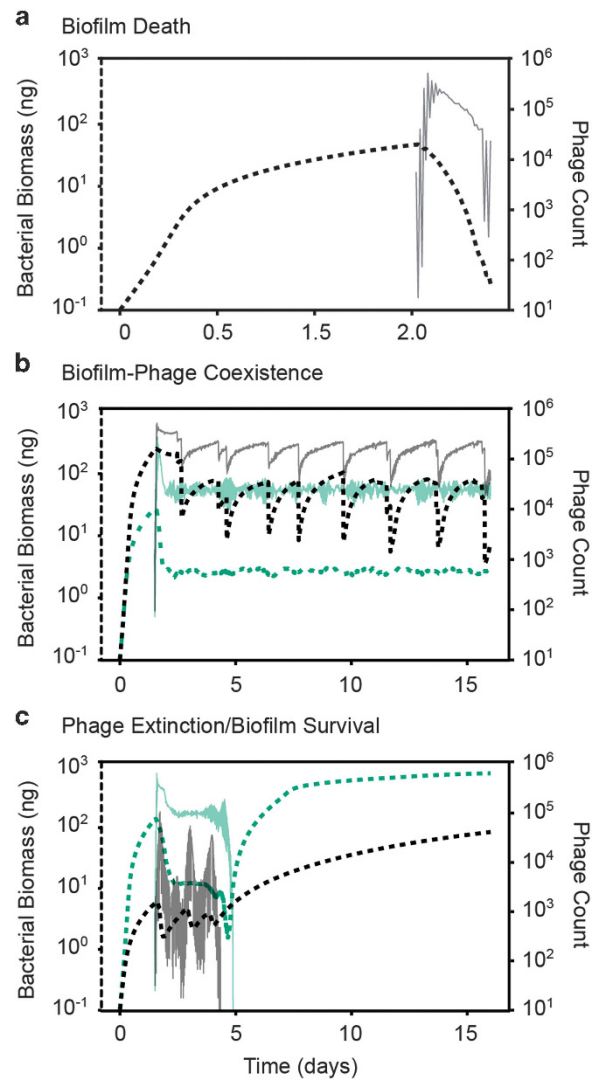 a Biofilm Death
Bacterial Biomass (ng)
10³
10²
10¹
10⁰
10⁻¹
10⁶
10⁵
10⁴
10³
10²
10¹
Phage Count
0 0.5 1.5 2.0
b Biofilm-Phage Coexistence
Bacterial Biomass (ng)
10³
10²
10¹
10⁰
10⁻¹
10⁶
10⁵
10⁴
10³
10²
10¹
Phage Count
0 5 10 15
c Phage Extinction/Biofilm Survival
Bacterial Biomass (ng)
10³
10²
10¹
10⁰
10⁻¹
10⁶
10⁵
10⁴
10³
10²
10¹
Phage Count
0 5 10 15
Time (days)